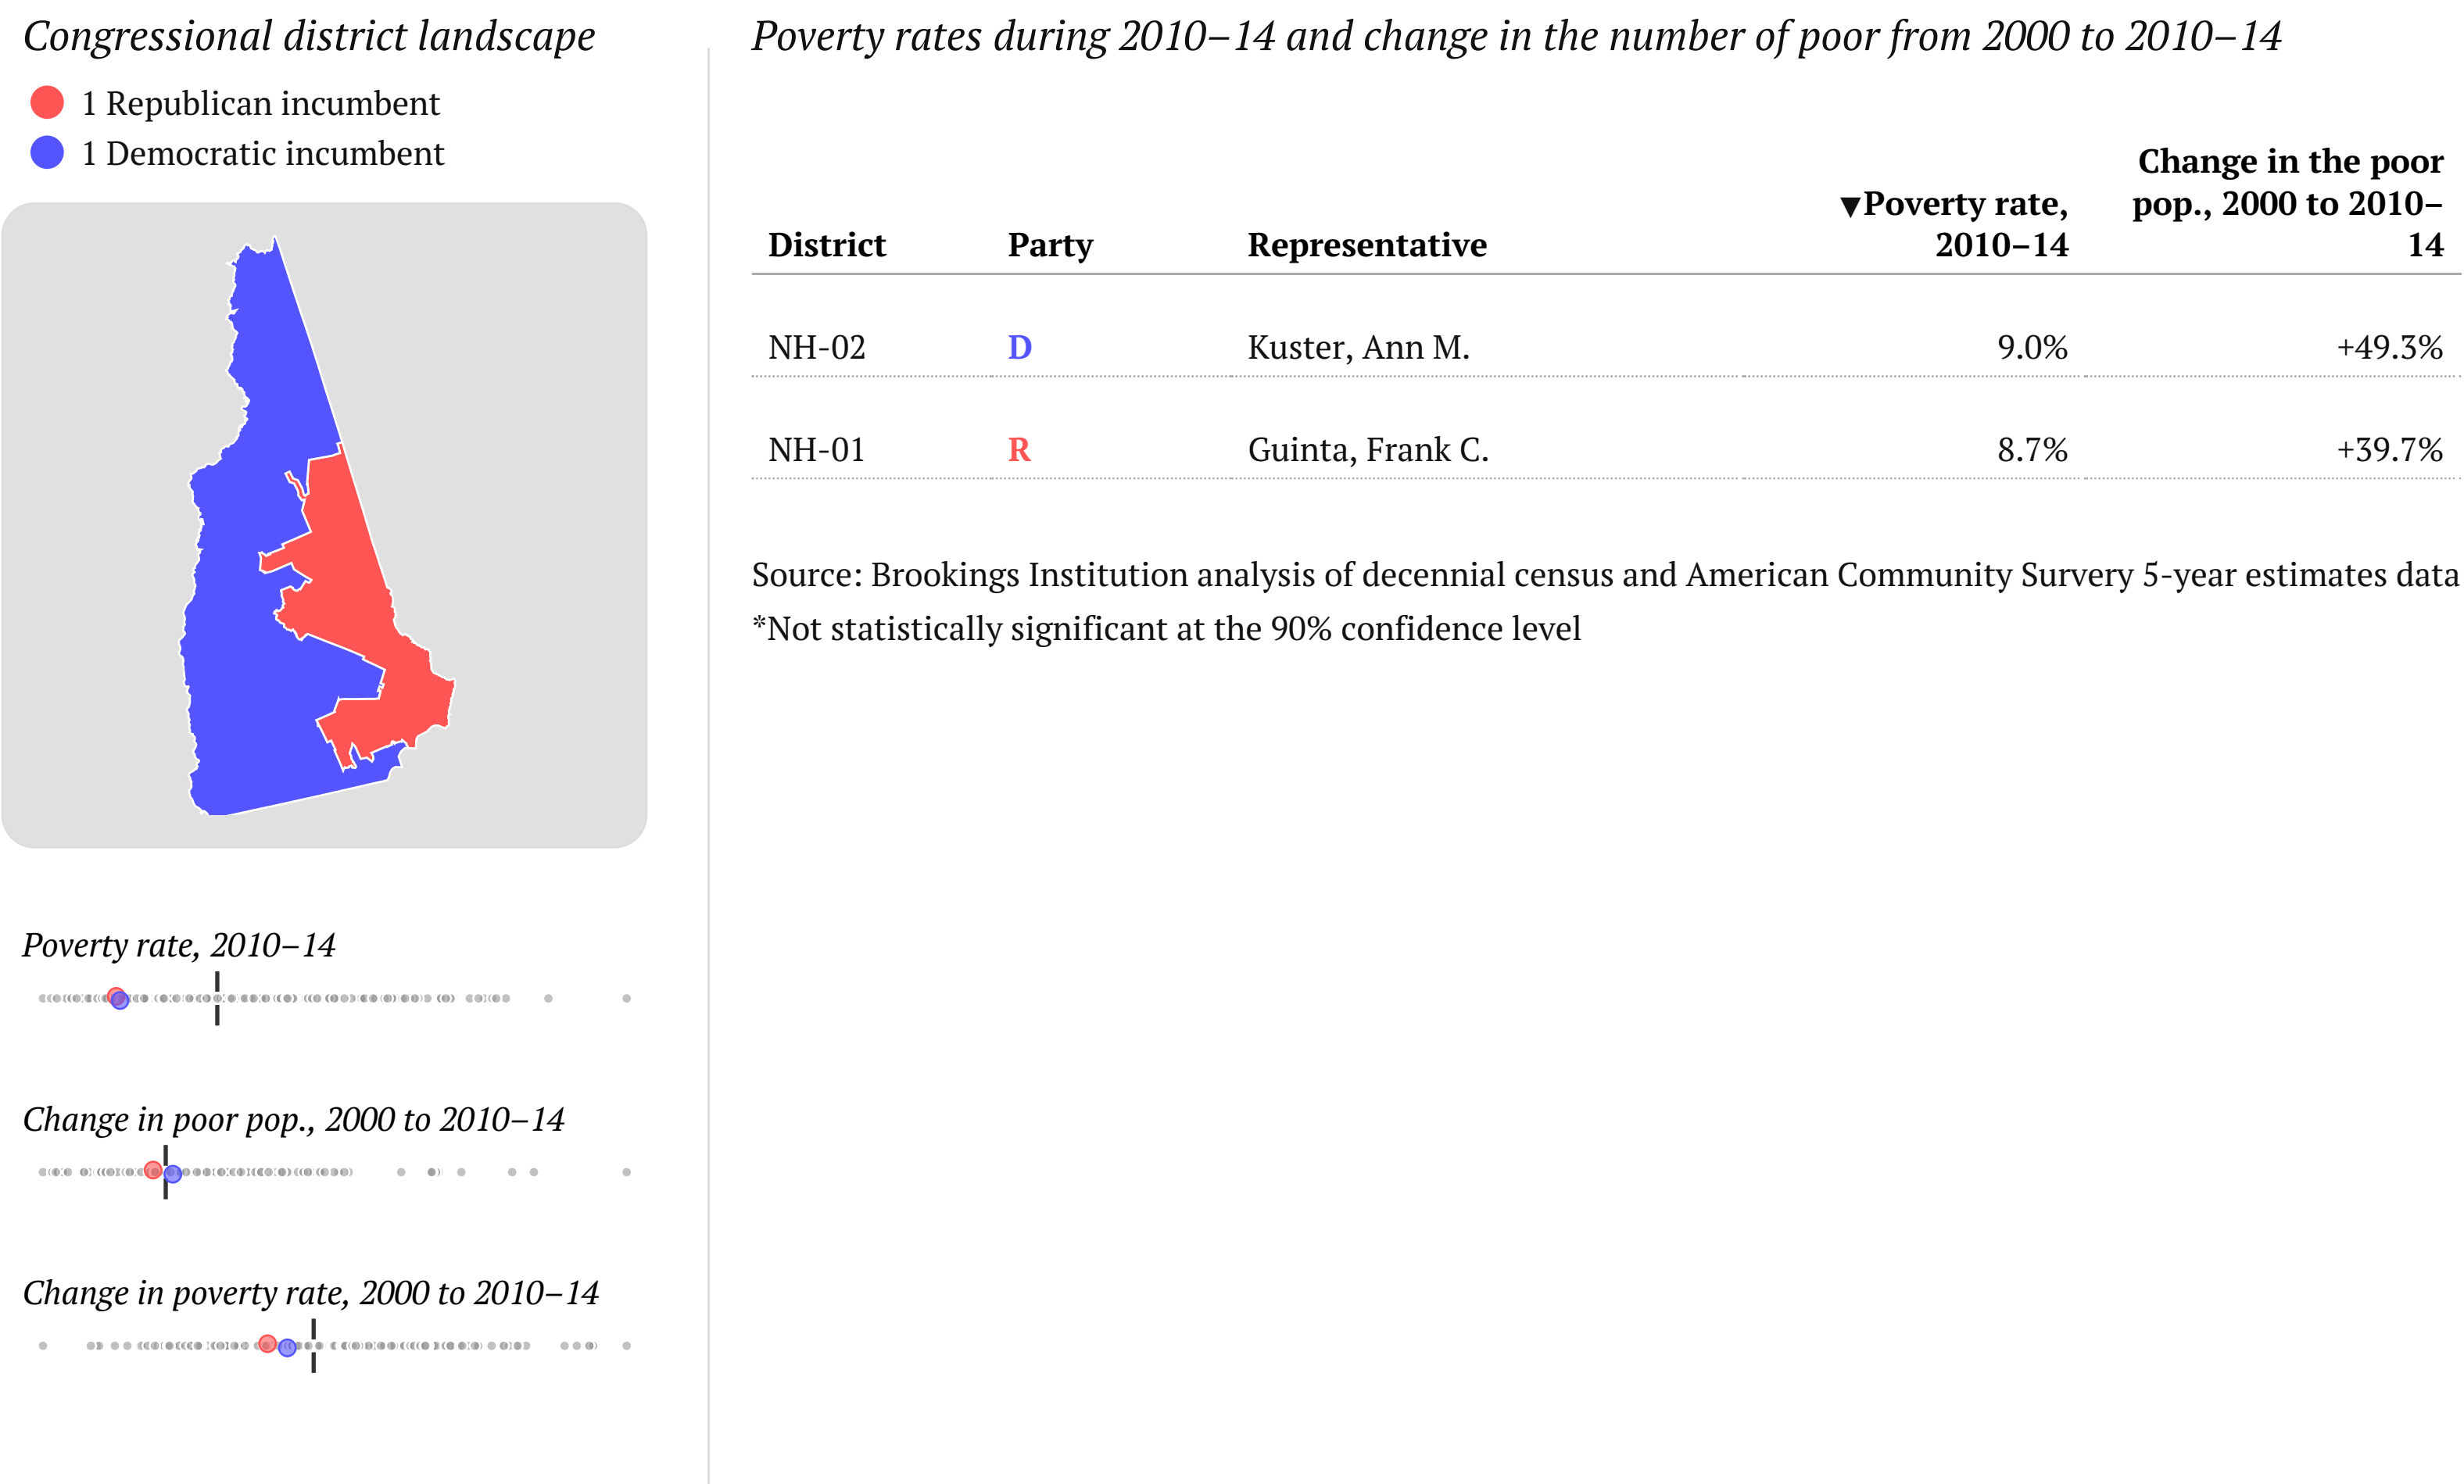 Congressional district landscape
1 Republican incumbent
1 Democratic incumbent
Poverty rate, 2010–14
Change in poor pop., 2000 to 2010–14
Change in poverty rate, 2000 to 2010–14
Poverty rates during 2010–14 and change in the number of poor from 2000 to 2010–14
District Party Representative ▼Poverty rate, 2010–14 Change in the poor pop., 2000 to 2010–14
NH-02 D Kuster, Ann M. 9.0% +49.3%
NH-01 R Guinta, Frank C. 8.7% +39.7%
Source: Brookings Institution analysis of decennial census and American Community Survery 5-year estimates data
*Not statistically significant at the 90% confidence level